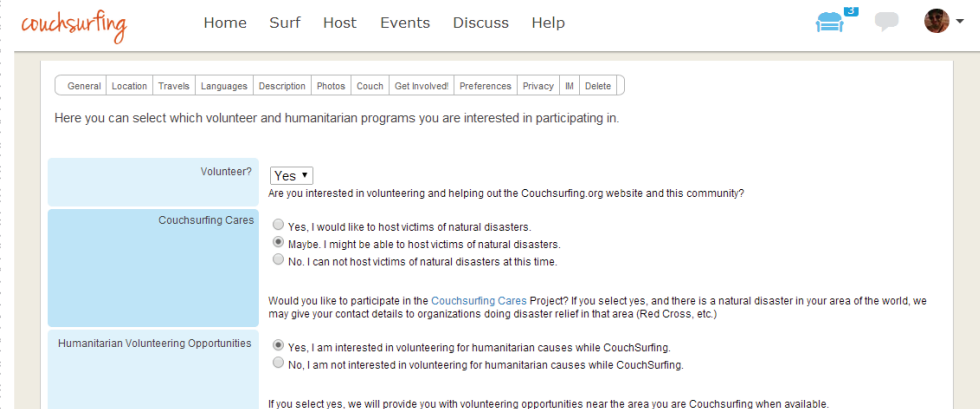 couchsurfing
Home Surf Host Events Discuss Help
3
General Location Travels Languages Description Photos Couch Get Involved! Preferences Privacy IM Delete
Here you can select which volunteer and humanitarian programs you are interested in participating in.
Volunteer?
Yes
Are you interested in volunteering and helping out the Couchsurfing.org website and this community?
Couchsurfing Cares
Yes, I would like to host victims of natural disasters.
Maybe. I might be able to host victims of natural disasters.
No. I can not host victims of natural disasters at this time.
Would you like to participate in the Couchsurfing Cares Project? If you select yes, and there is a natural disaster in your area of the world, we
may give your contact details to organizations doing disaster relief in that area (Red Cross, etc.)
Humanitarian Volunteering Opportunities
Yes, I am interested in volunteering for humanitarian causes while CouchSurfing.
No, I am not interested in volunteering for humanitarian causes while CouchSurfing.
If you select yes, we will provide you with volunteering opportunities near the area you are Couchsurfing when available.